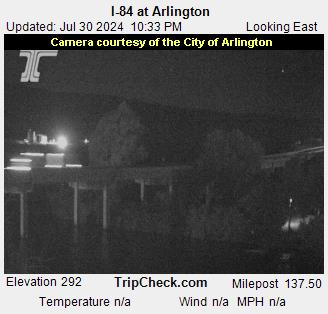 I-84 at Arlington
Updated: Jul 30 2024 10:33 PM Looking East
Camera courtesy of the City of Arlington
Elevation 292 TripCheck.com Milepost 137.50
Temperature n/a Wind n/a MPH n/a